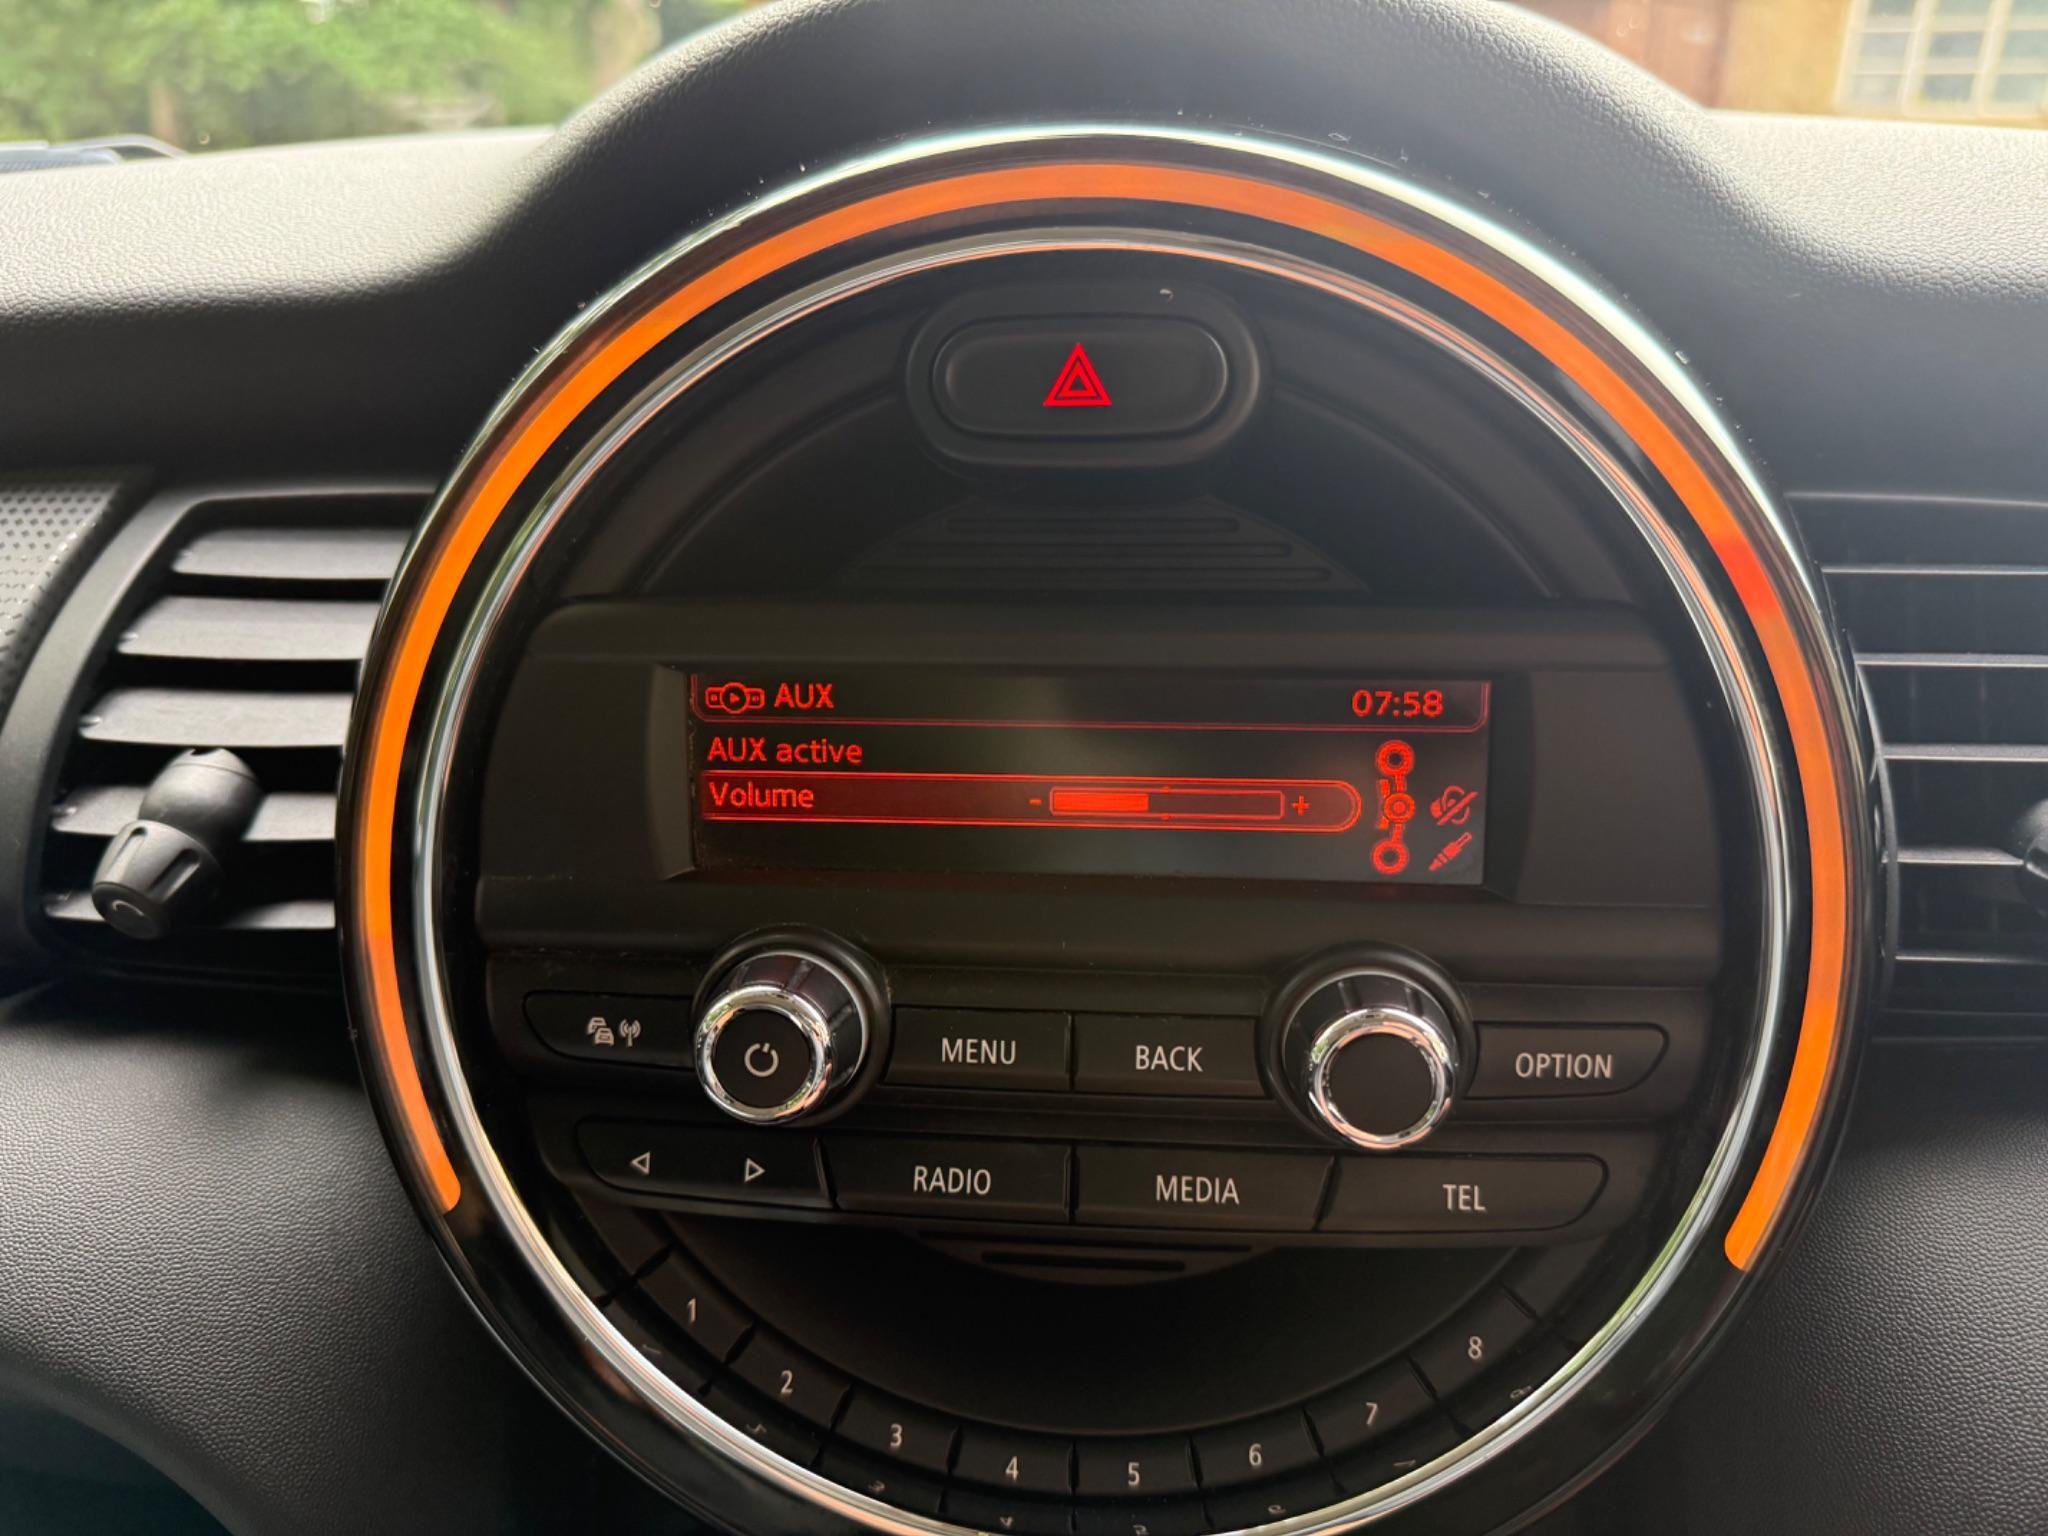 AUX 07:58
AUX active
Volume - +
MENU BACK OPTION
RADIO MEDIA TEL
1 2 3 4 5 6 7 8